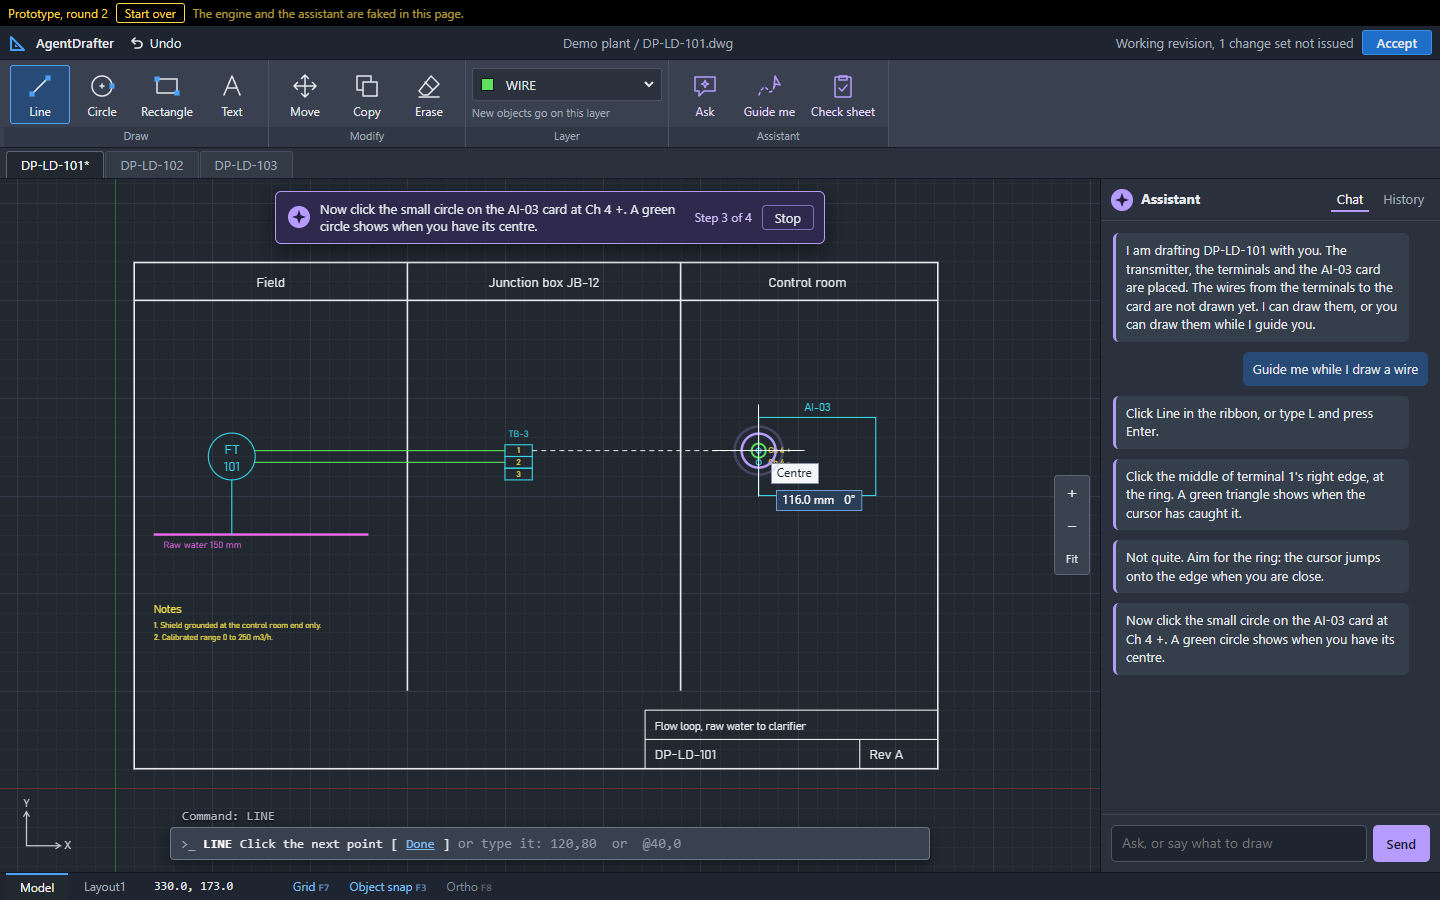 Prototype, round 2 Start over The engine and the assistant are faked in this page.
AgentDrafter Undo Demo plant / DP-LD-101.dwg Working revision, 1 change set not issued Accept
Line Circle Rectangle Text Move Copy Erase WIRE Ask Guide me Check sheet
New objects go on this layer
Draw Modify Layer Assistant
DP-LD-101* DP-LD-102 DP-LD-103
Now click the small circle on the AI-03 card at Ch 4 +. A green
circle shows when you have its centre.
Step 3 of 4 Stop
Field Junction box JB-12 Control room
FT
101
TB-3
1
2
3
AI-03
Centre
116.0 mm 0°
Raw water 150 mm
Notes
1. Shield grounded at the control room end only.
2. Calibrated range 0 to 250 m3/h.
Flow loop, raw water to clarifier
DP-LD-101 Rev A
+
−
Fit
Y
X
Command: LINE
>_ LINE Click the next point [ Done ] or type it: 120,80 or @40,0
Model Layout1 330.0, 173.0 Grid F7 Object snap F3 Ortho F8
Assistant Chat History
I am drafting DP-LD-101 with you. The
transmitter, the terminals and the AI-03 card
are placed. The wires from the terminals to the
card are not drawn yet. I can draw them, or you
can draw them while I guide you.
Guide me while I draw a wire
Click Line in the ribbon, or type L and press
Enter.
Click the middle of terminal 1's right edge, at
the ring. A green triangle shows when the
cursor has caught it.
Not quite. Aim for the ring: the cursor jumps
onto the edge when you are close.
Now click the small circle on the AI-03 card at
Ch 4 +. A green circle shows when you have its
centre.
Ask, or say what to draw Send